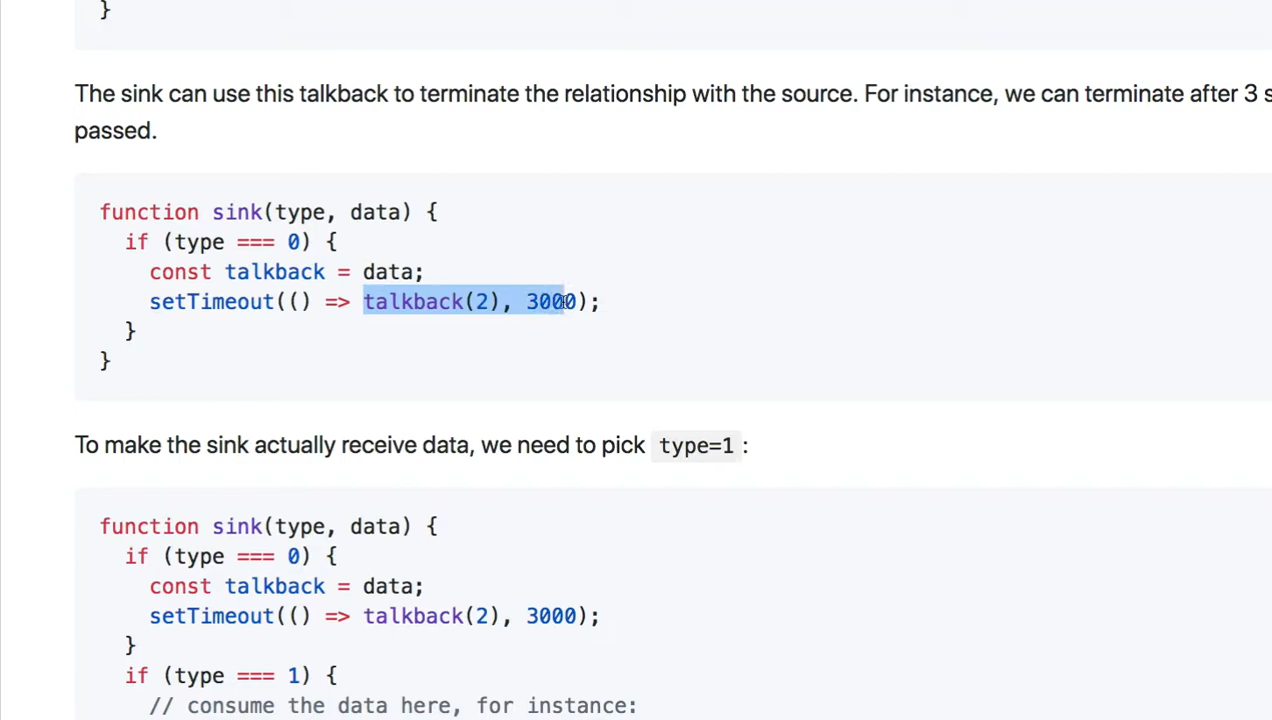 }
The sink can use this talkback to terminate the relationship with the source. For instance, we can terminate after 3 s
passed.
function sink(type, data) {
if (type === 0) {
const talkback = data;
setTimeout(() => talkback(2), 3000);
}
}
To make the sink actually receive data, we need to pick type=1 :
function sink(type, data) {
if (type === 0) {
const talkback = data;
setTimeout(() => talkback(2), 3000);
}
if (type === 1) {
// consume the data here, for instance: